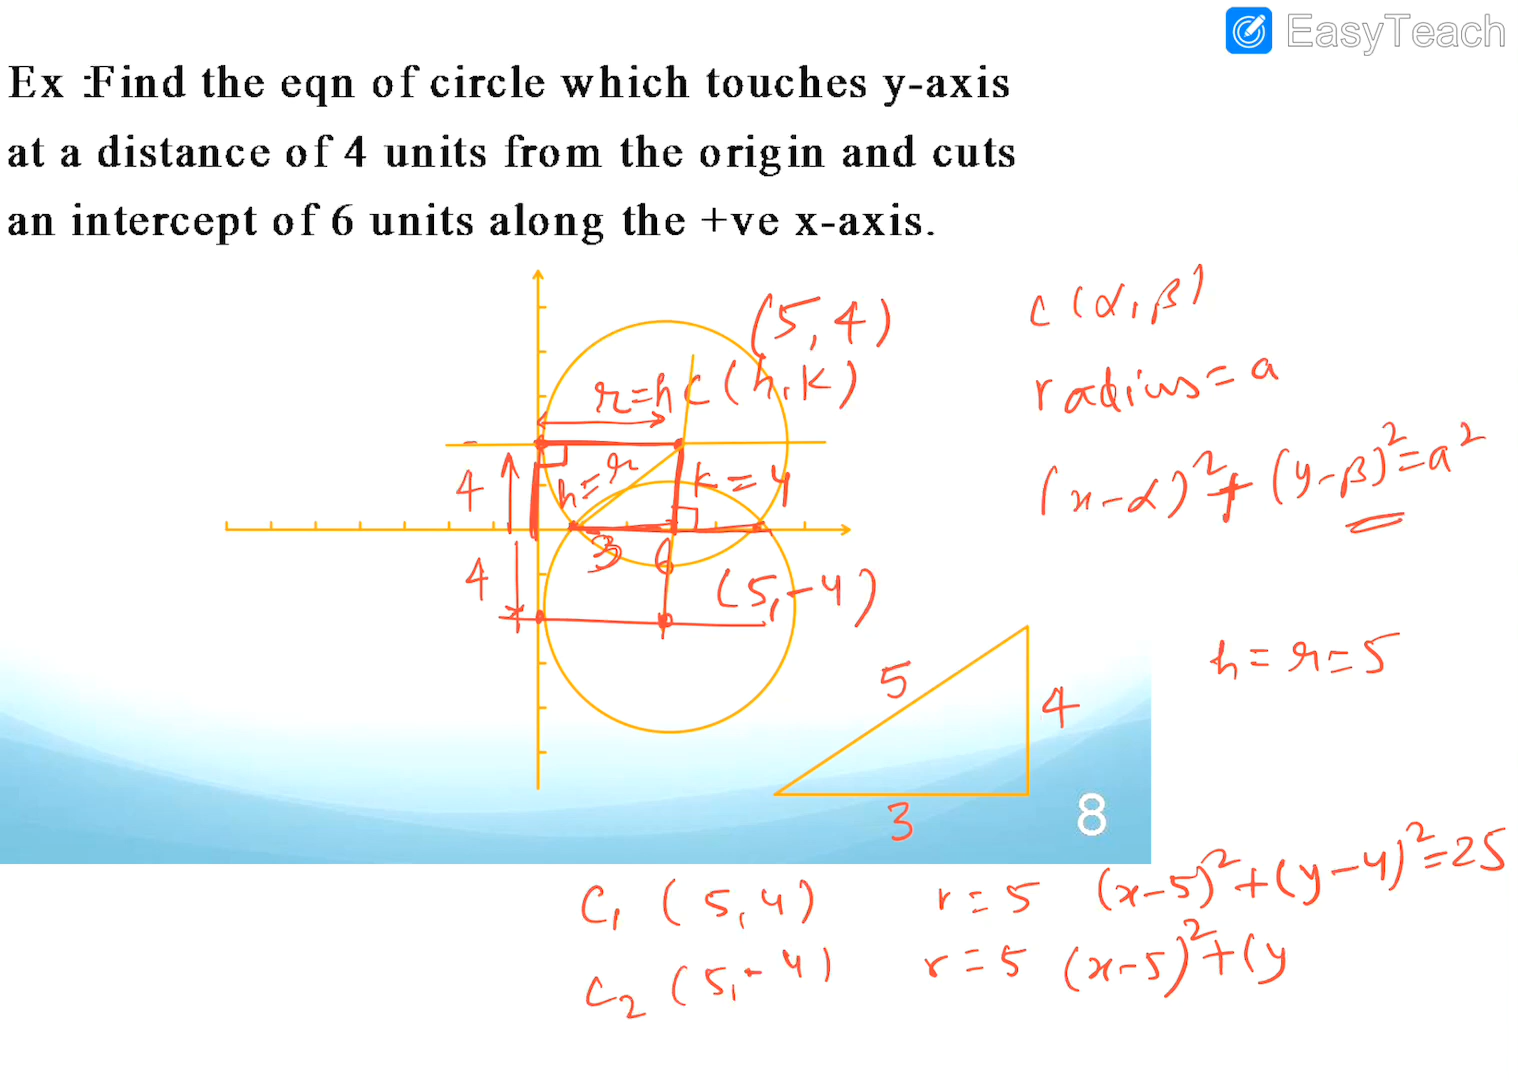 EasyTeach
Ex :Find the eqn of circle which touches y-axis
at a distance of 4 units from the origin and cuts
an intercept of 6 units along the +ve x-axis.
(5,4)
C(α,β)
r=h C(h,k)
radius=a
4
h=r
k=4
(x-α)²+(y-β)²=a²
3
6
4
(5,-4)
h=r=5
5
4
3
8
C₁ (5,4) r=5 (x-5)²+(y-4)²=25
C₂ (5,-4) r=5 (x-5)²+(y